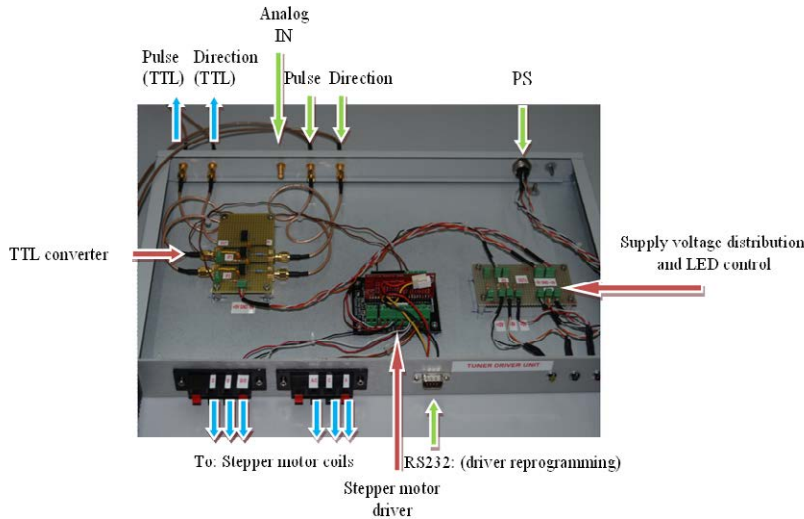 Analog
IN
Pulse
(TTL)
Direction
(TTL)
Pulse
Direction
PS
TTL converter
Supply voltage distribution
and LED control
TUNER DRIVER UNIT
To: Stepper motor coils
RS232: (driver reprogramming)
Stepper motor
driver